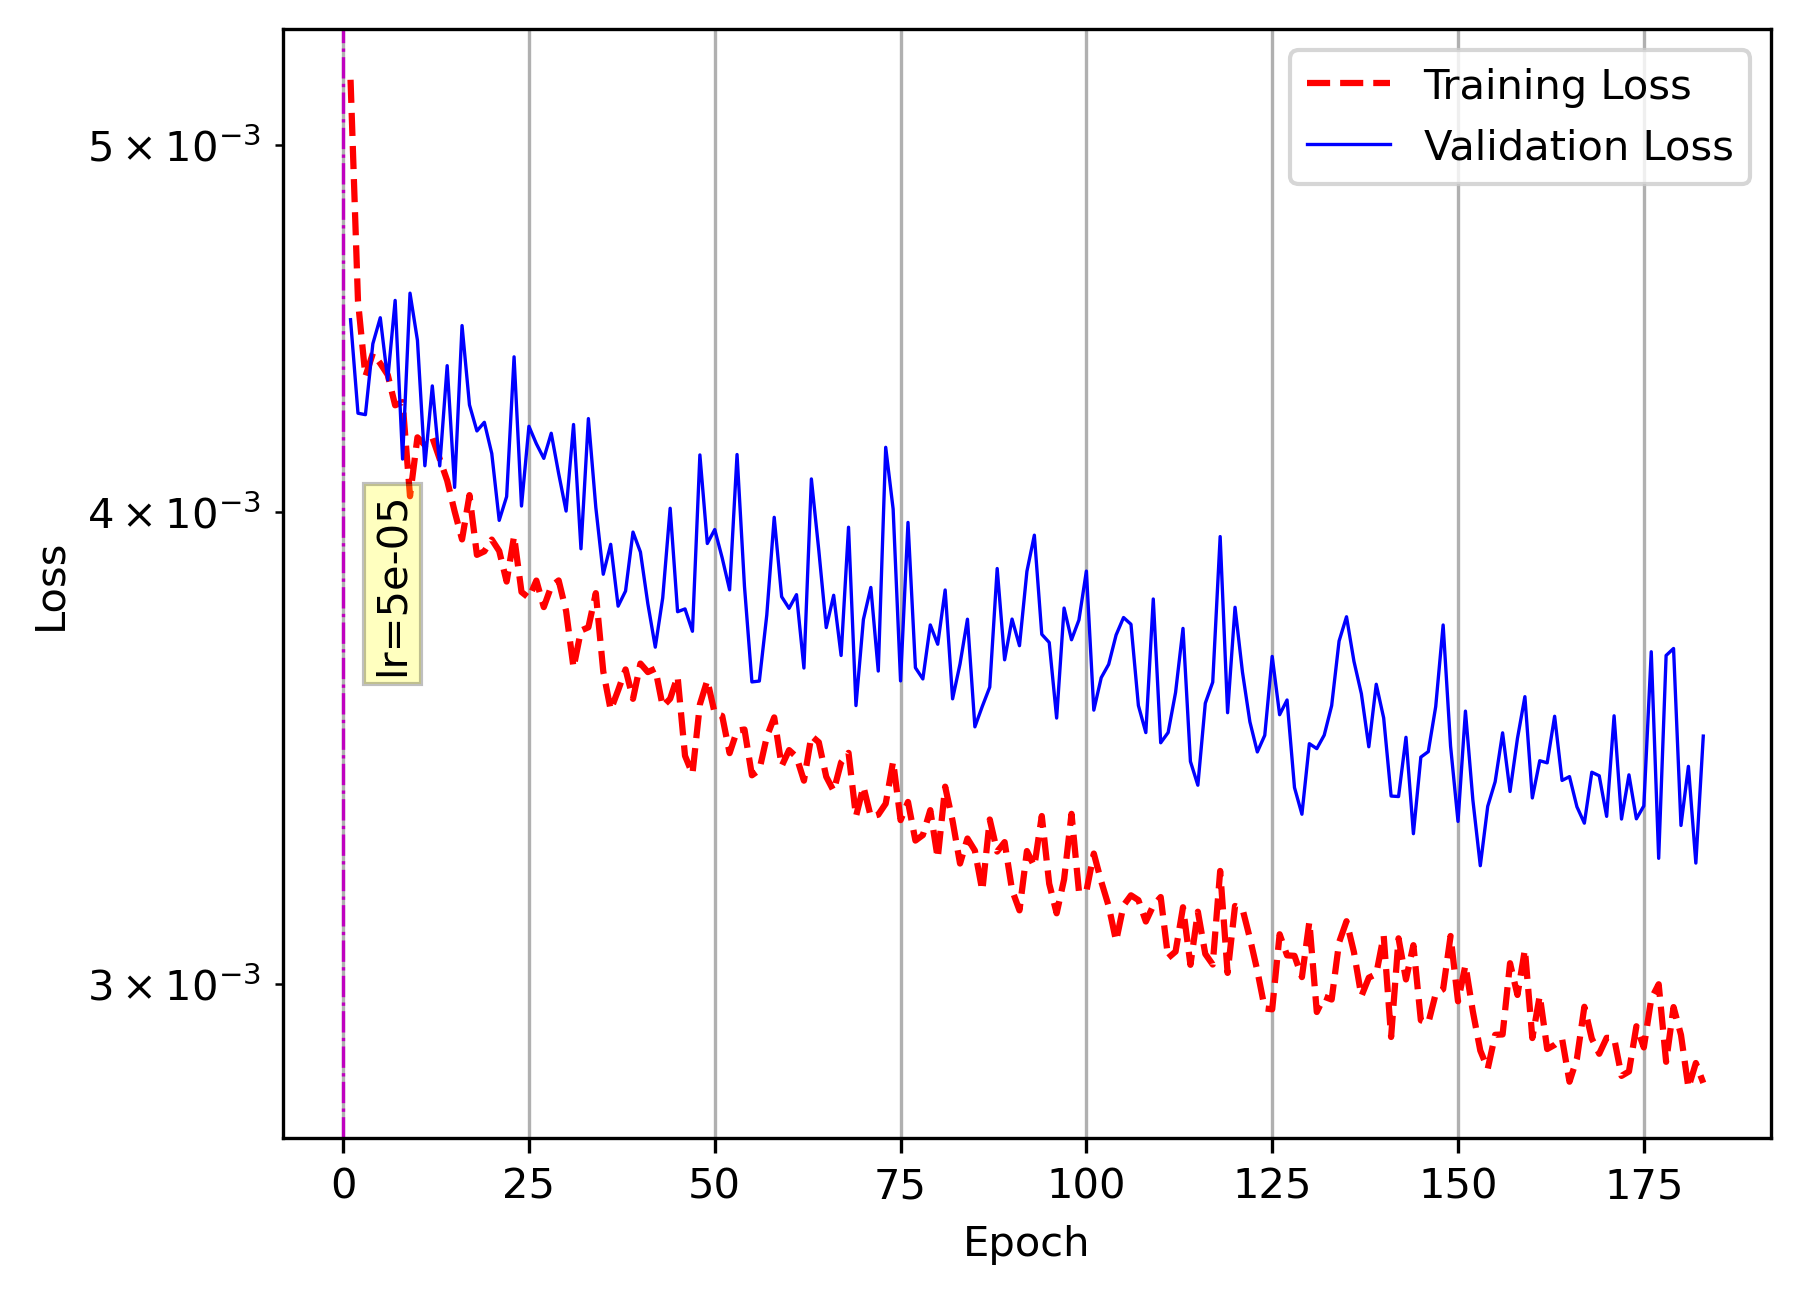 Training Loss
Validation Loss
5 × 10⁻³
4 × 10⁻³
3 × 10⁻³
Loss
lr=5e-05
0 25 50 75 100 125 150 175
Epoch